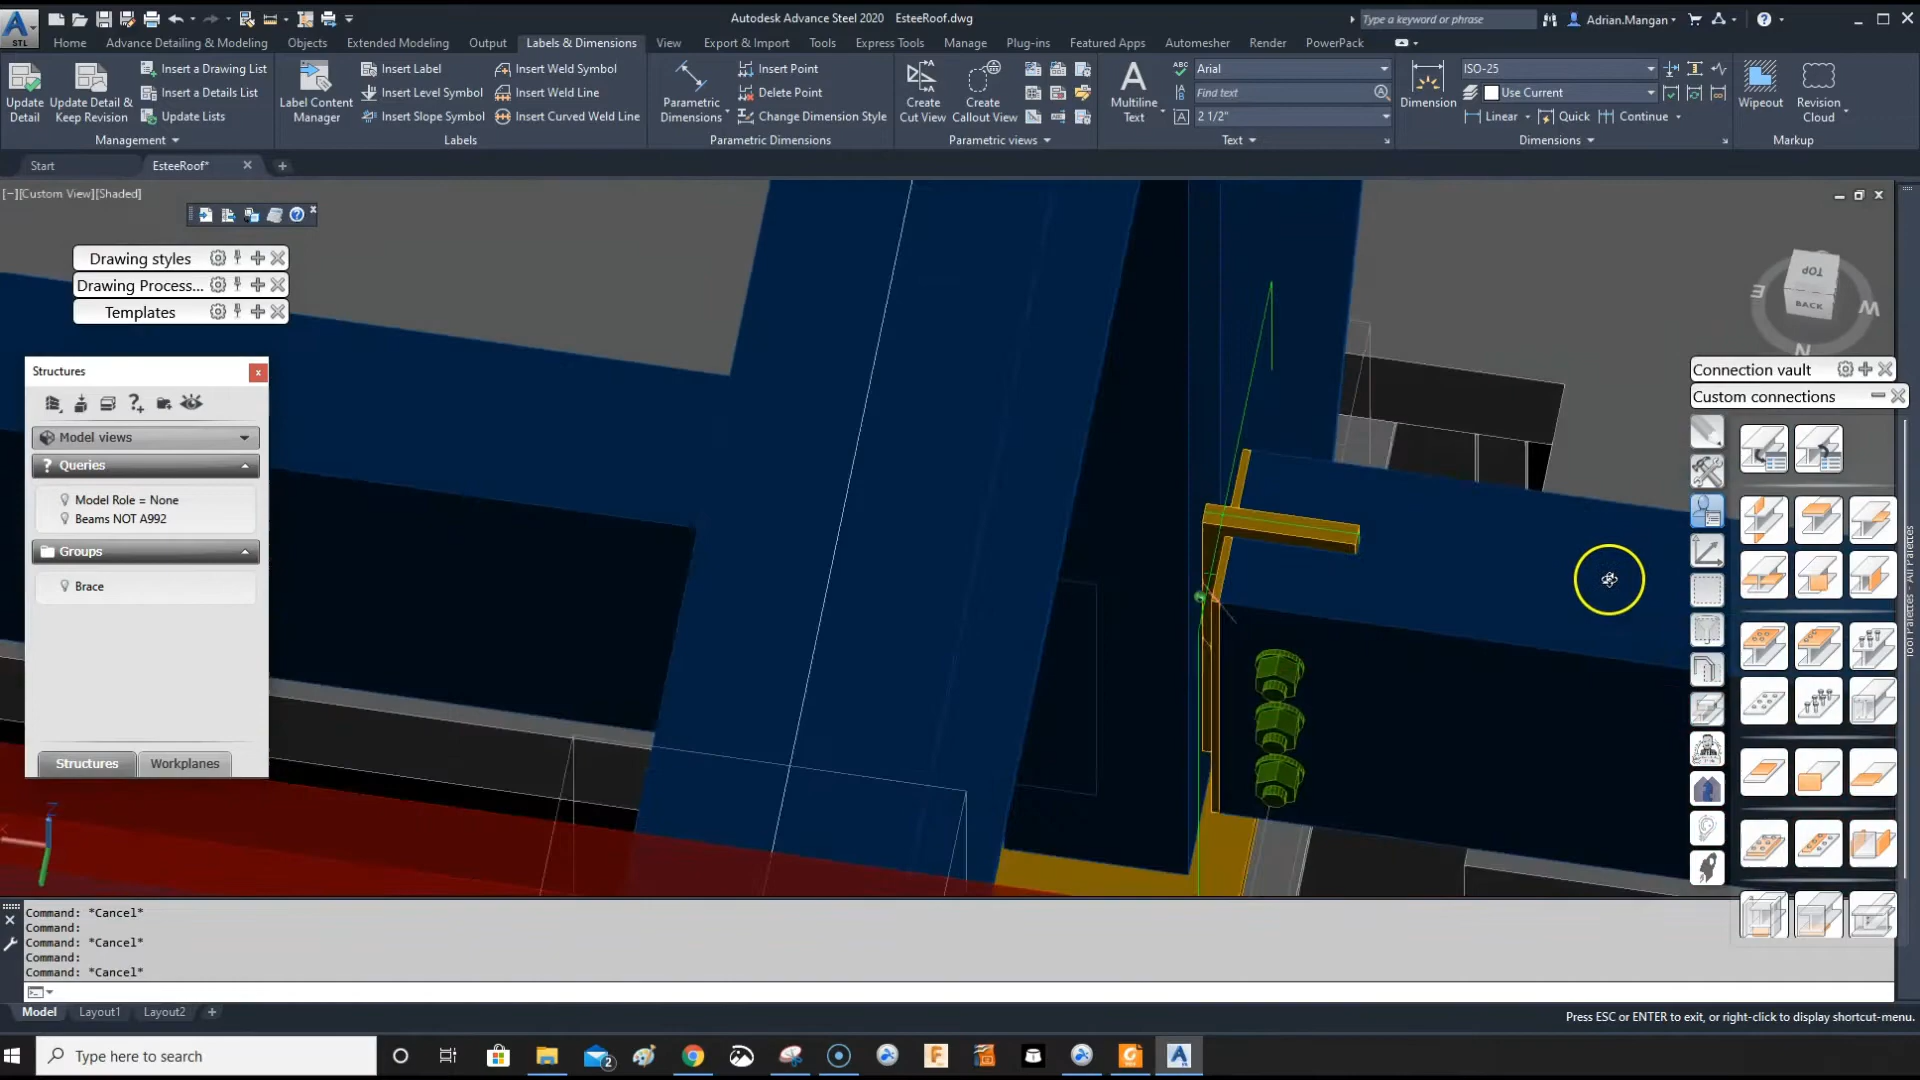 Autodesk Advance Steel 2020 EsteeRoof.dwg
Type a keyword or phrase
Adrian.Mangan
STL
Home Advance Detailing & Modeling Objects Extended Modeling Output Labels & Dimensions View Export & Import Tools Express Tools Manage Plug-ins Featured Apps Automesher Render PowerPack
Update Detail
Update Detail & Keep Revision
Insert a Drawing List
Insert a Details List
Update Lists
Management
Label Content Manager
Insert Label
Insert Level Symbol
Insert Slope Symbol
Insert Weld Symbol
Insert Weld Line
Insert Curved Weld Line
Labels
Parametric Dimensions
Insert Point
Delete Point
Change Dimension Style
Parametric Dimensions
Create Cut View
Create Callout View
Parametric views
Multiline Text
ABC
Arial
Find text
2 1/2"
Text
Dimension
ISO-25
Use Current
Linear Quick Continue
Dimensions
Wipeout
Revision Cloud
Markup
Start
EsteeRoof*
[−][Custom View][Shaded]
Drawing styles
Drawing Process...
Templates
Structures
Model views
Queries
Model Role = None
Beams NOT A992
Groups
Brace
Structures
Workplanes
TOP
BACK
E
W
N
Connection vault
Custom connections
Tool Palettes - All Palettes
Z
Command: *Cancel*
Command:
Command: *Cancel*
Command:
Command: *Cancel*
Model Layout1 Layout2
Press ESC or ENTER to exit, or right-click to display shortcut-menu.
Type here to search
2